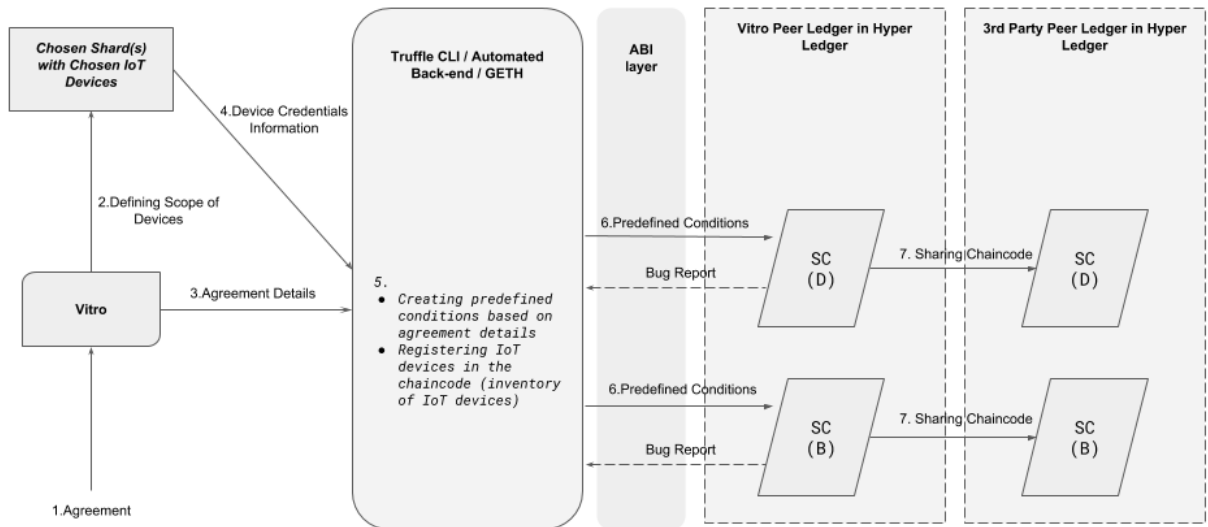 Chosen Shard(s)
with Chosen IoT
Devices
4.Device Credentials
Information
2.Defining Scope of
Devices
Vitro
3.Agreement Details
1.Agreement
Truffle CLI / Automated
Back-end / GETH
5.
● Creating predefined
conditions based on
agreement details
● Registering IoT
devices in the
chaincode (inventory
of IoT devices)
ABI
layer
6.Predefined Conditions
Bug Report
6.Predefined Conditions
Bug Report
Vitro Peer Ledger in Hyper
Ledger
SC
(D)
SC
(B)
7. Sharing Chaincode
7. Sharing Chaincode
3rd Party Peer Ledger in Hyper
Ledger
SC
(D)
SC
(B)